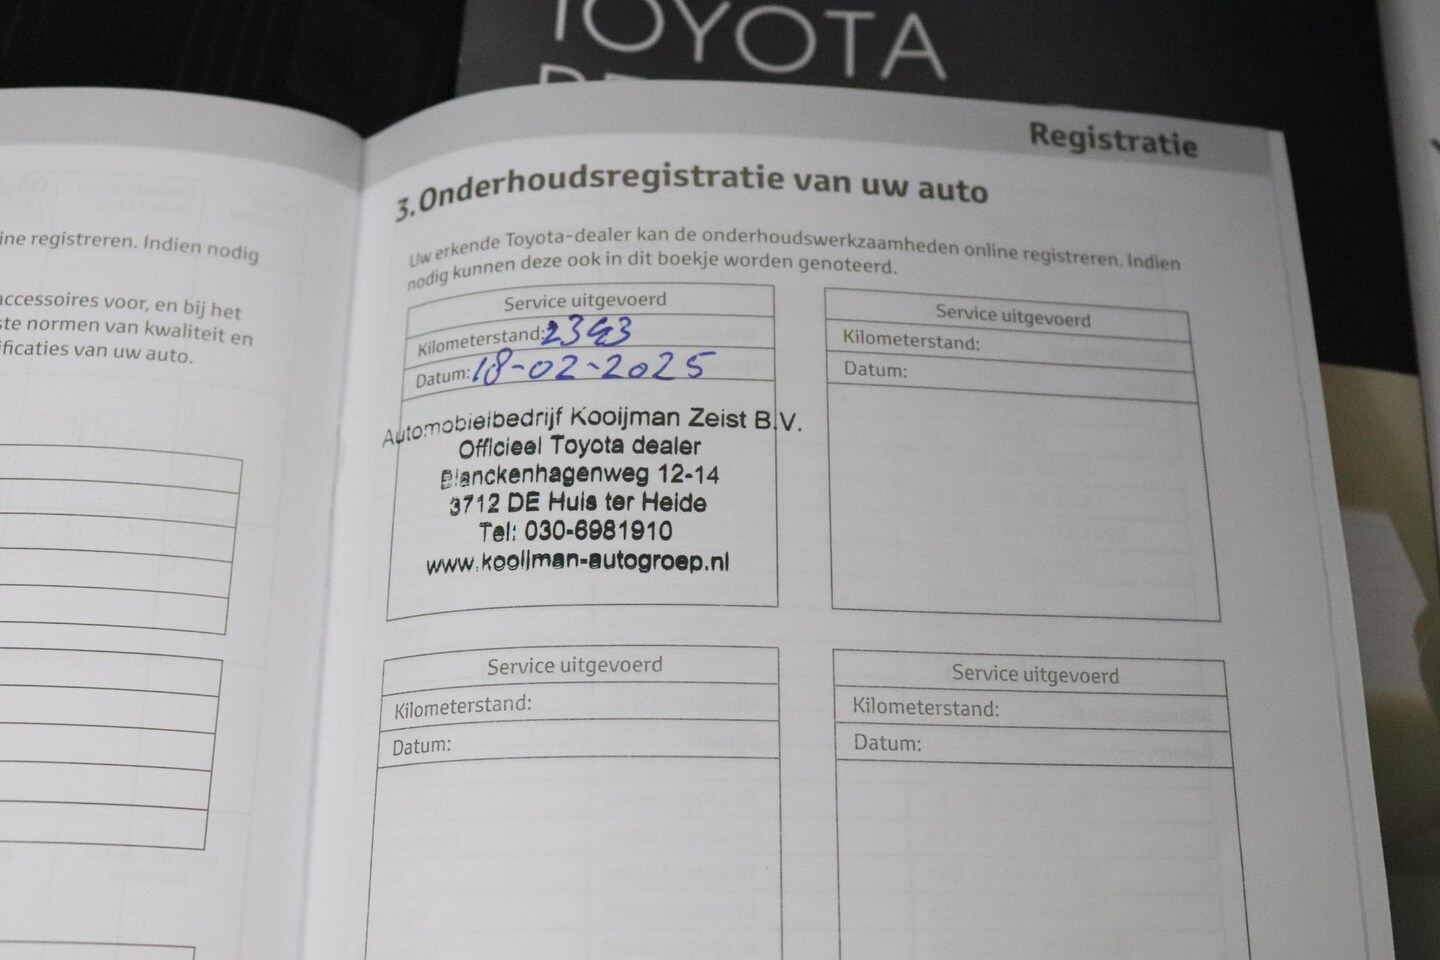 TOYOTA
Registratie
ine registreren. Indien nodig
accessoires voor, en bij het
ste normen van kwaliteit en
ificaties van uw auto.
3. Onderhoudsregistratie van uw auto
Uw erkende Toyota-dealer kan de onderhoudswerkzaamheden online registreren. Indien
nodig kunnen deze ook in dit boekje worden genoteerd.
Service uitgevoerd
Kilometerstand: 2343
Datum: 18-02-2025
Automobielbedrijf Kooijman Zeist B.V.
Officieel Toyota dealer
Blanckenhagenweg 12-14
3712 DE Huis ter Heide
Tel: 030-6981910
www.kooijman-autogroep.nl
Service uitgevoerd
Kilometerstand:
Datum:
Service uitgevoerd
Kilometerstand:
Datum:
Service uitgevoerd
Kilometerstand:
Datum: